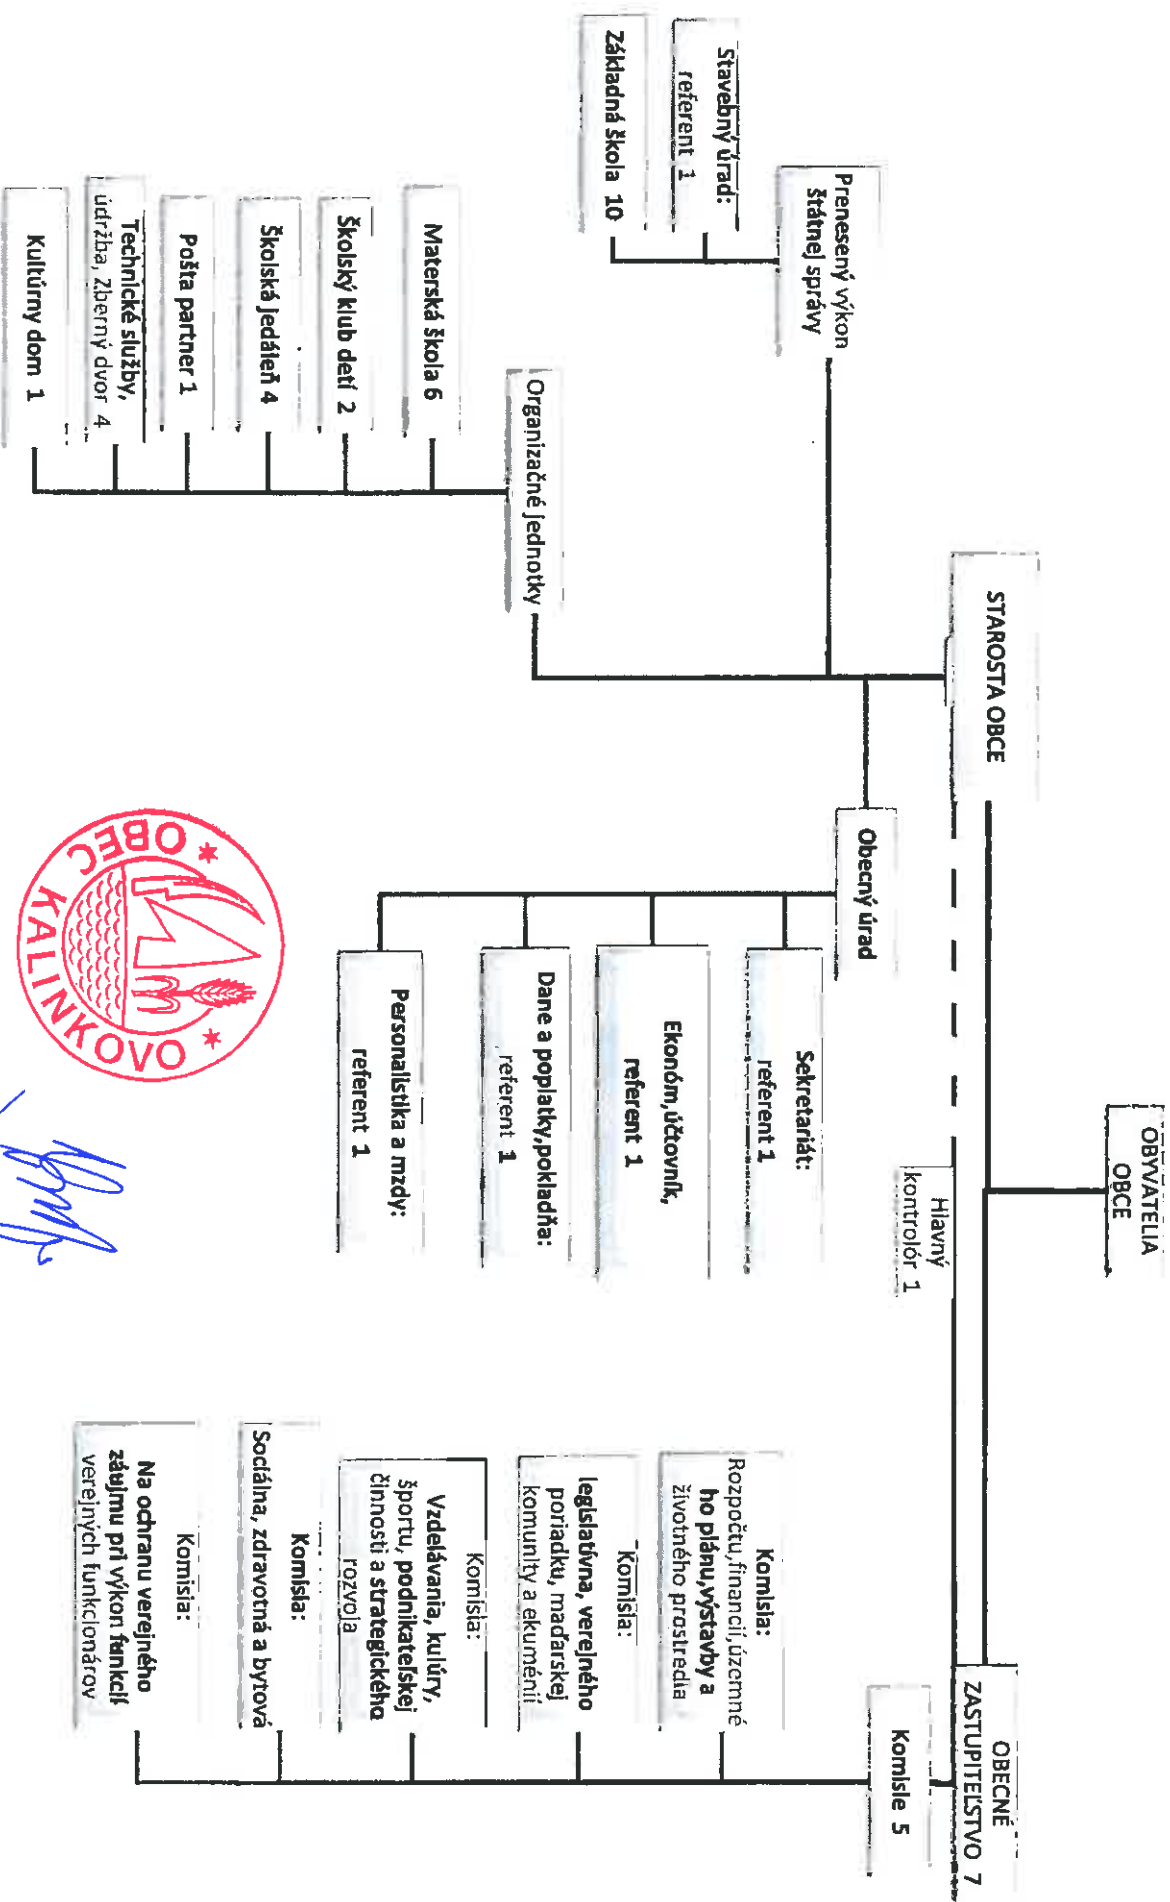 OBYVATELIA
OBCE
STAROSTA OBCE
OBECNÉ
ZASTUPITEĽSTVO 7
Hlavný
kontrolór 1
Komisie 5
Prenesený výkon
štátnej správy
Stavebný úrad:
referent 1
Základná škola 10
Obecný úrad
Sekretariát:
referent 1
Ekonóm,účtovník,
referent 1
Dane a poplatky,pokladňa:
referent 1
Personalistika a mzdy:
referent 1
Organizačné jednotky
Materská škola 6
Školský klub detí 2
Školská jedáleň 4
Pošta partner 1
Technické služby,
údržba, Zberný dvor 4
Kultúrny dom 1
Komisia:
Rozpočtu,financií,územné
ho plánu,výstavby a
životného prostredia
Komisia:
legislatívna, verejného
poriadku, maďarskej
komunity a ekuménií
Komisia:
Vzdelávania, kulúry,
športu, podnikateľskej
činnosti a strategického
rozvoja
Komisia:
Sociálna, zdravotná a bytová
Komisia:
Na ochranu verejného
záujmu pri výkon funkcií
verejných funkcionárov
* OBEC KALINKOVO *